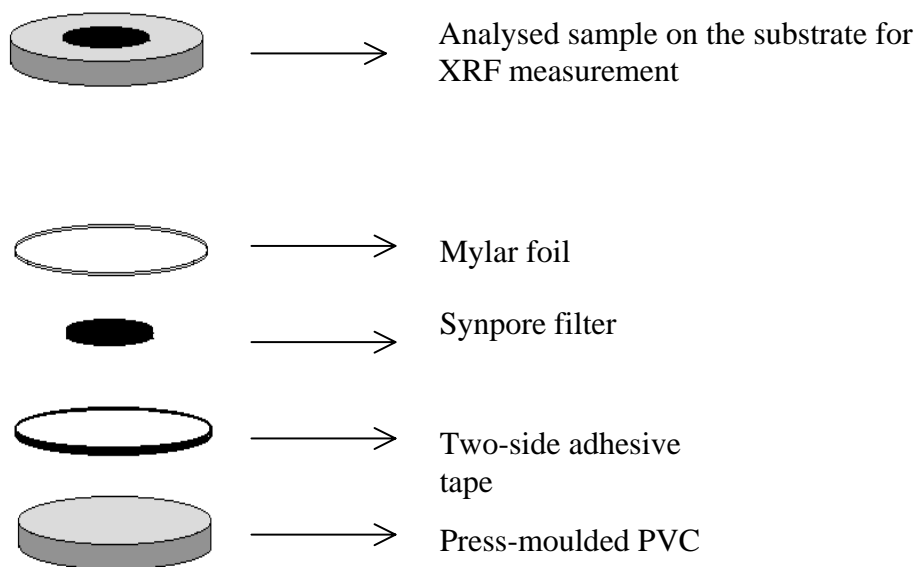 Analysed sample on the substrate for
XRF measurement
Mylar foil
Synpore filter
Two-side adhesive
tape
Press-moulded PVC